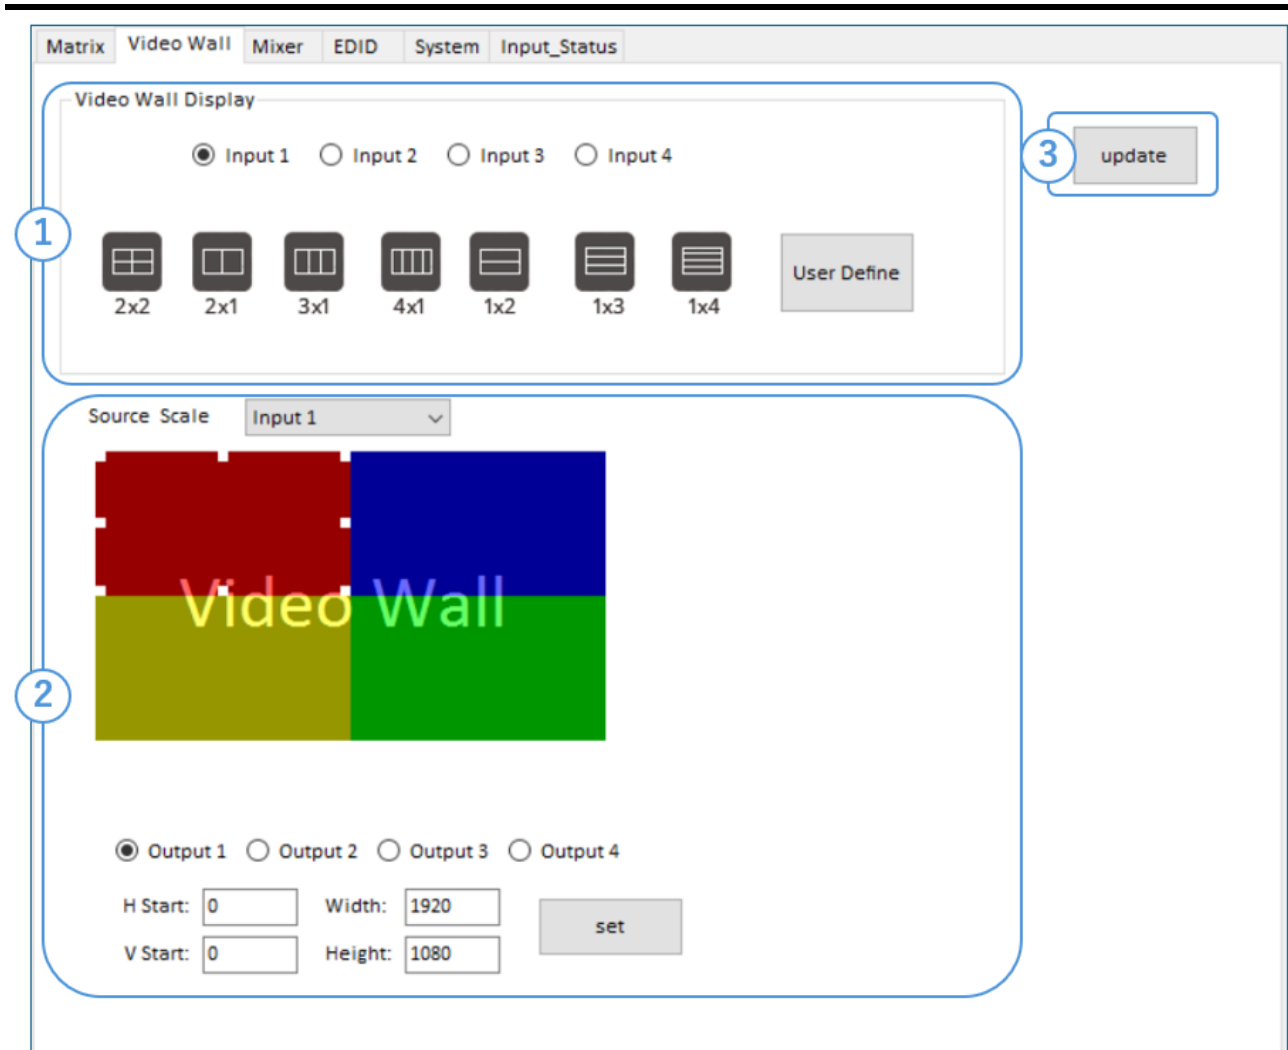 Matrix Video Wall Mixer EDID System Input_Status
Video Wall Display
Input 1 Input 2 Input 3 Input 4
3 update
1
User Define
2x2 2x1 3x1 4x1 1x2 1x3 1x4
Source Scale Input 1
Video Wall
2
Output 1 Output 2 Output 3 Output 4
H Start: 0 Width: 1920
set
V Start: 0 Height: 1080